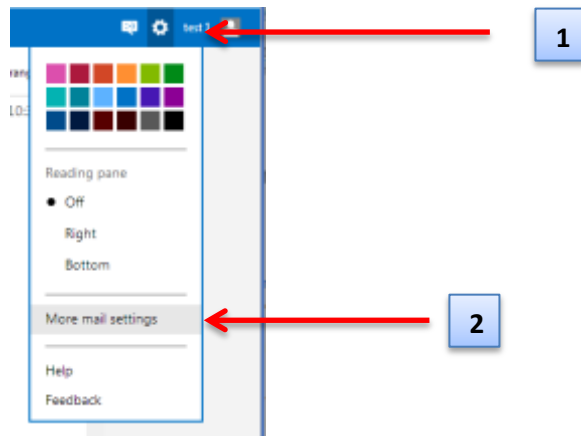 1
Reading pane
Off
Right
Bottom
More mail settings
2
Help
Feedback